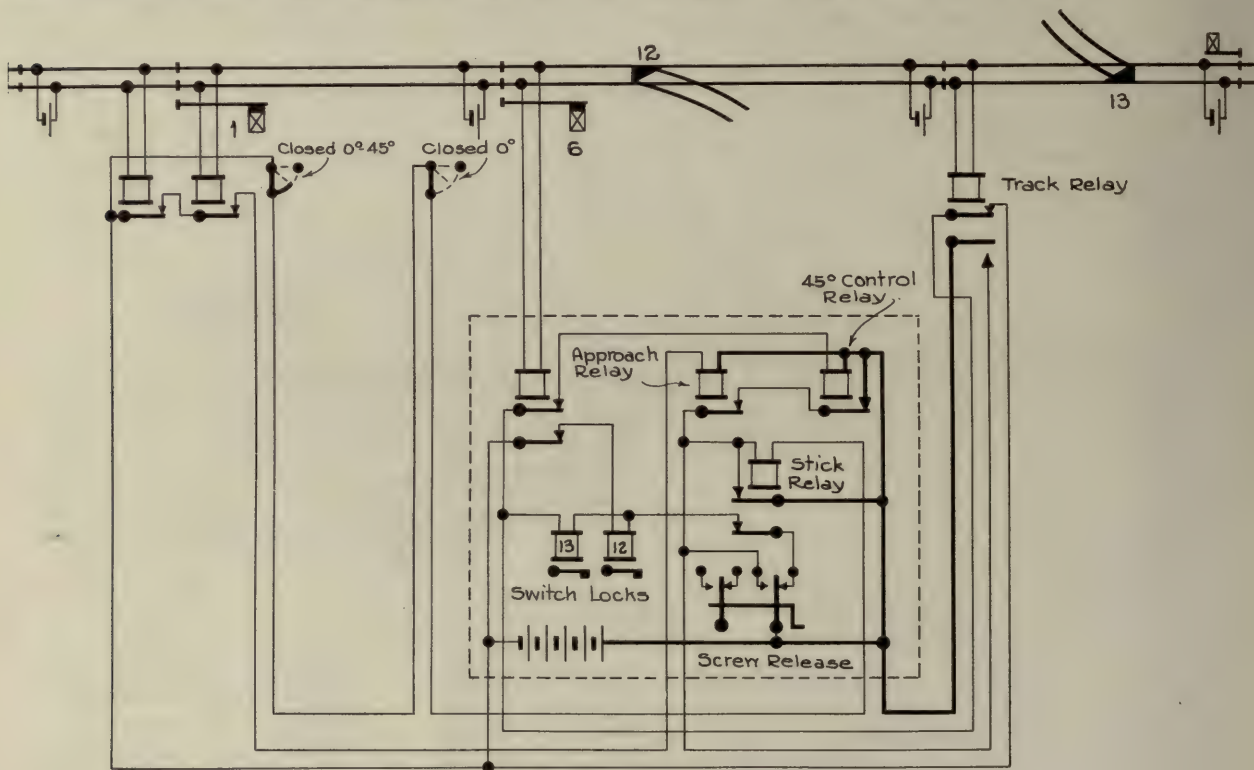 12
13
1
6
Closed 0°-45°
Closed 0°
Track Relay
45° Control
Relay
Approach
Relay
Stick
Relay
13
12
Switch Locks
Screw Release